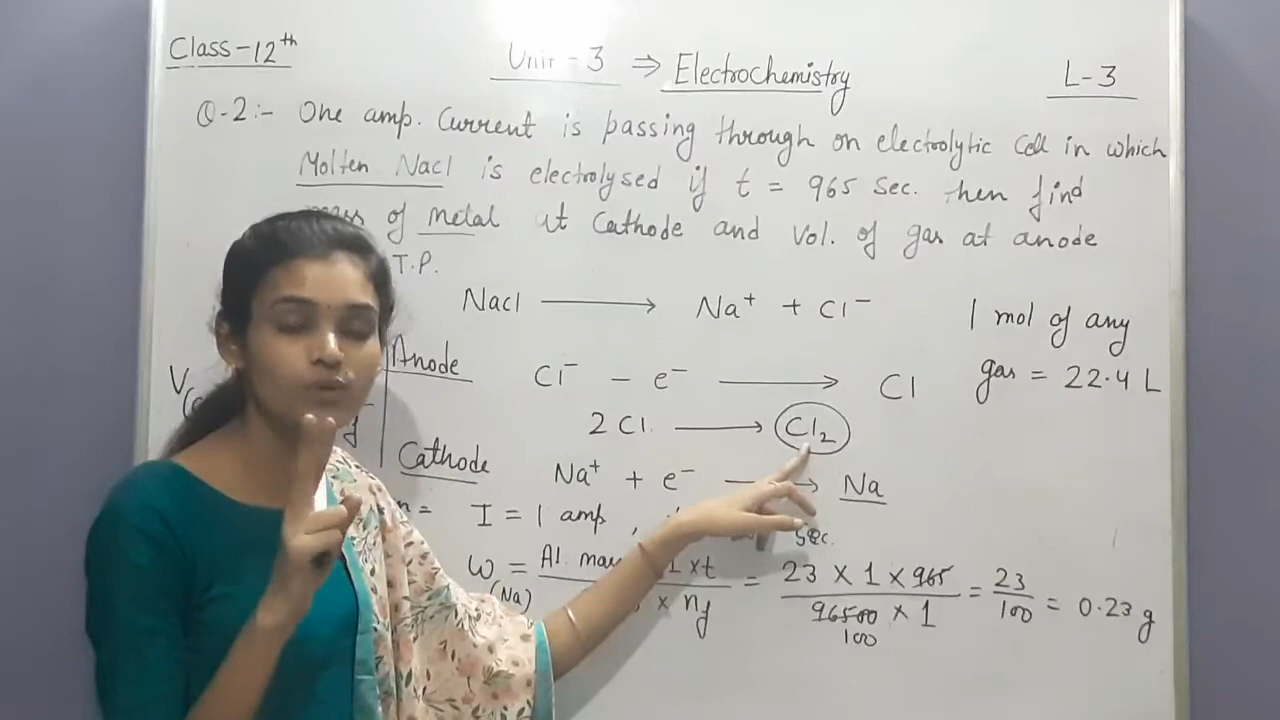 Class-12th
Unit-3 ⇒ Electrochemistry
L-3
Q-2:- One amp. Current is passing through on electrolytic Cell in which
Molten Nacl is electrolysed if t = 965 Sec. then find
of metal at Cathode and Vol. of gas at anode
T.P.
Nacl ⟶ Na⁺ + Cl⁻
1 mol of any
gas = 22.4 L
Anode
Cl⁻ - e⁻ ⟶ Cl
2 Cl. ⟶ Cl₂
Cathode
Na⁺ + e⁻ ⟶ Na
I = 1 amp ,
Sec.
W = At. I x t = 23 X 1 X 965 = 23 = 0.23 g
(Na) x nf 96500 X 1 100
100